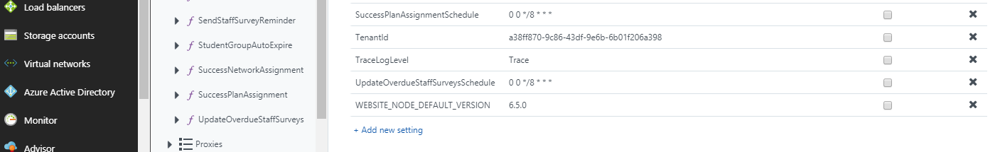 Load balancers
Storage accounts
Virtual networks
Azure Active Directory
Monitor
Advisor
SendStaffSurveyReminder
StudentGroupAutoExpire
SuccessNetworkAssignment
SuccessPlanAssignment
UpdateOverdueStaffSurveys
Proxies
SuccessPlanAssignmentSchedule 0 0 */8 * * *
TenantId a38ff870-9c86-43df-9e6b-6b01f206a398
TraceLogLevel Trace
UpdateOverdueStaffSurveysSchedule 0 0 */8 * * *
WEBSITE_NODE_DEFAULT_VERSION 6.5.0
+ Add new setting